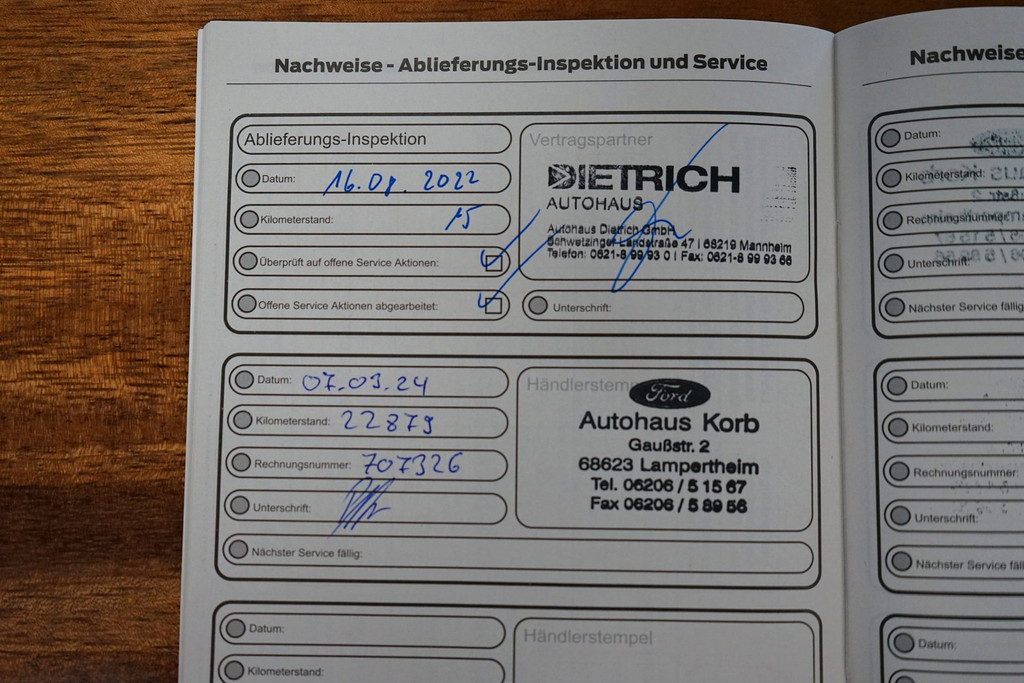 Nachweise - Ablieferungs-Inspektion und Service
Ablieferungs-Inspektion
Datum: 16.08.2022
Kilometerstand: 15
Überprüft auf offene Service Aktionen:
Offene Service Aktionen abgearbeitet:
Vertragspartner
DIETRICH
AUTOHAUS
Autohaus Dietrich GmbH
Schwetzinger Landstraße 47 | 68219 Mannheim
Telefon: 0621-8 99 93 0 | Fax: 0621-8 99 93 66
Unterschrift:
Datum: 07.03.24
Kilometerstand: 22879
Rechnungsnummer: 707326
Unterschrift:
Nächster Service fällig:
Händlerstempel
Ford
Autohaus Korb
Gaußstr. 2
68623 Lampertheim
Tel. 06206 / 5 15 67
Fax 06206 / 5 89 56
Datum:
Kilometerstand:
Händlerstempel
Nachweise
Datum:
Kilometerstand:
Rechnungsnummer:
Unterschrift:
Nächster Service fällig
Datum:
Kilometerstand:
Rechnungsnummer:
Unterschrift:
Nächster Service fäll
Datum: